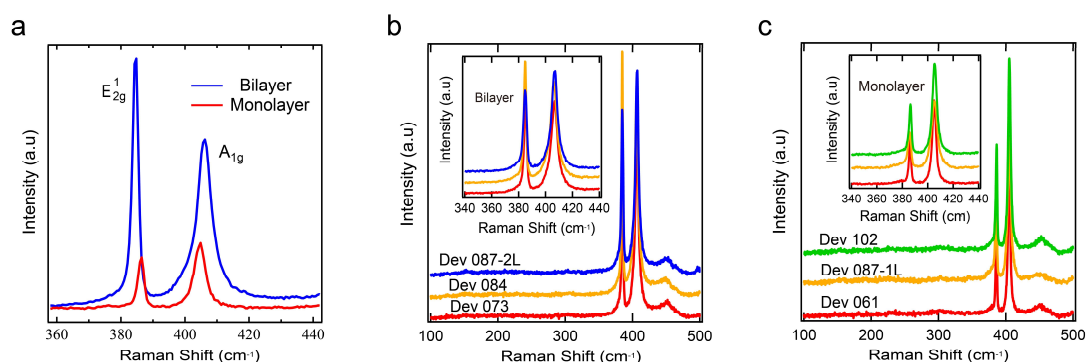 a
Intensity (a.u)
E¹2g
Bilayer
Monolayer
A1g
360 380 400 420 440
Raman Shift (cm-1)
b
Intensity (a.u)
Intensity (a.u)
Bilayer
340 360 380 400 420 440
Raman Shift (cm-1)
Dev 087-2L
Dev 084
Dev 073
100 200 300 400 500
Raman Shift (cm-1)
c
Intensity (a.u)
Intensity (a.u)
Monolayer
340 360 380 400 420 440
Raman Shift (cm)
Dev 102
Dev 087-1L
Dev 061
100 200 300 400 500
Raman Shift (cm-1)